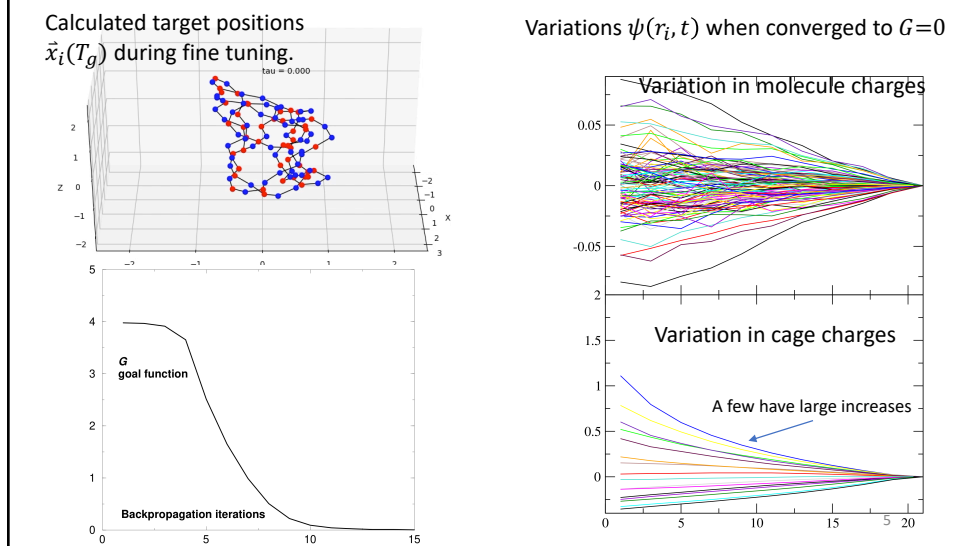 Calculated target positions
$\vec{x}_i(T_g)$ during fine tuning.
tau = 0.000
2
1
Z 0
−1
−2
−2
−1
0 X
1
2
3
−2 −1 0 1 2
5
4
3
2
1
0
G
goal function
Backpropagation iterations
0 5 10 15
Variations ψ(r_i, t) when converged to G=0
Variation in molecule charges
0.05
0
-0.05
2
Variation in cage charges
1.5
1
A few have large increases
0.5
0
0 5 10 15 20
5